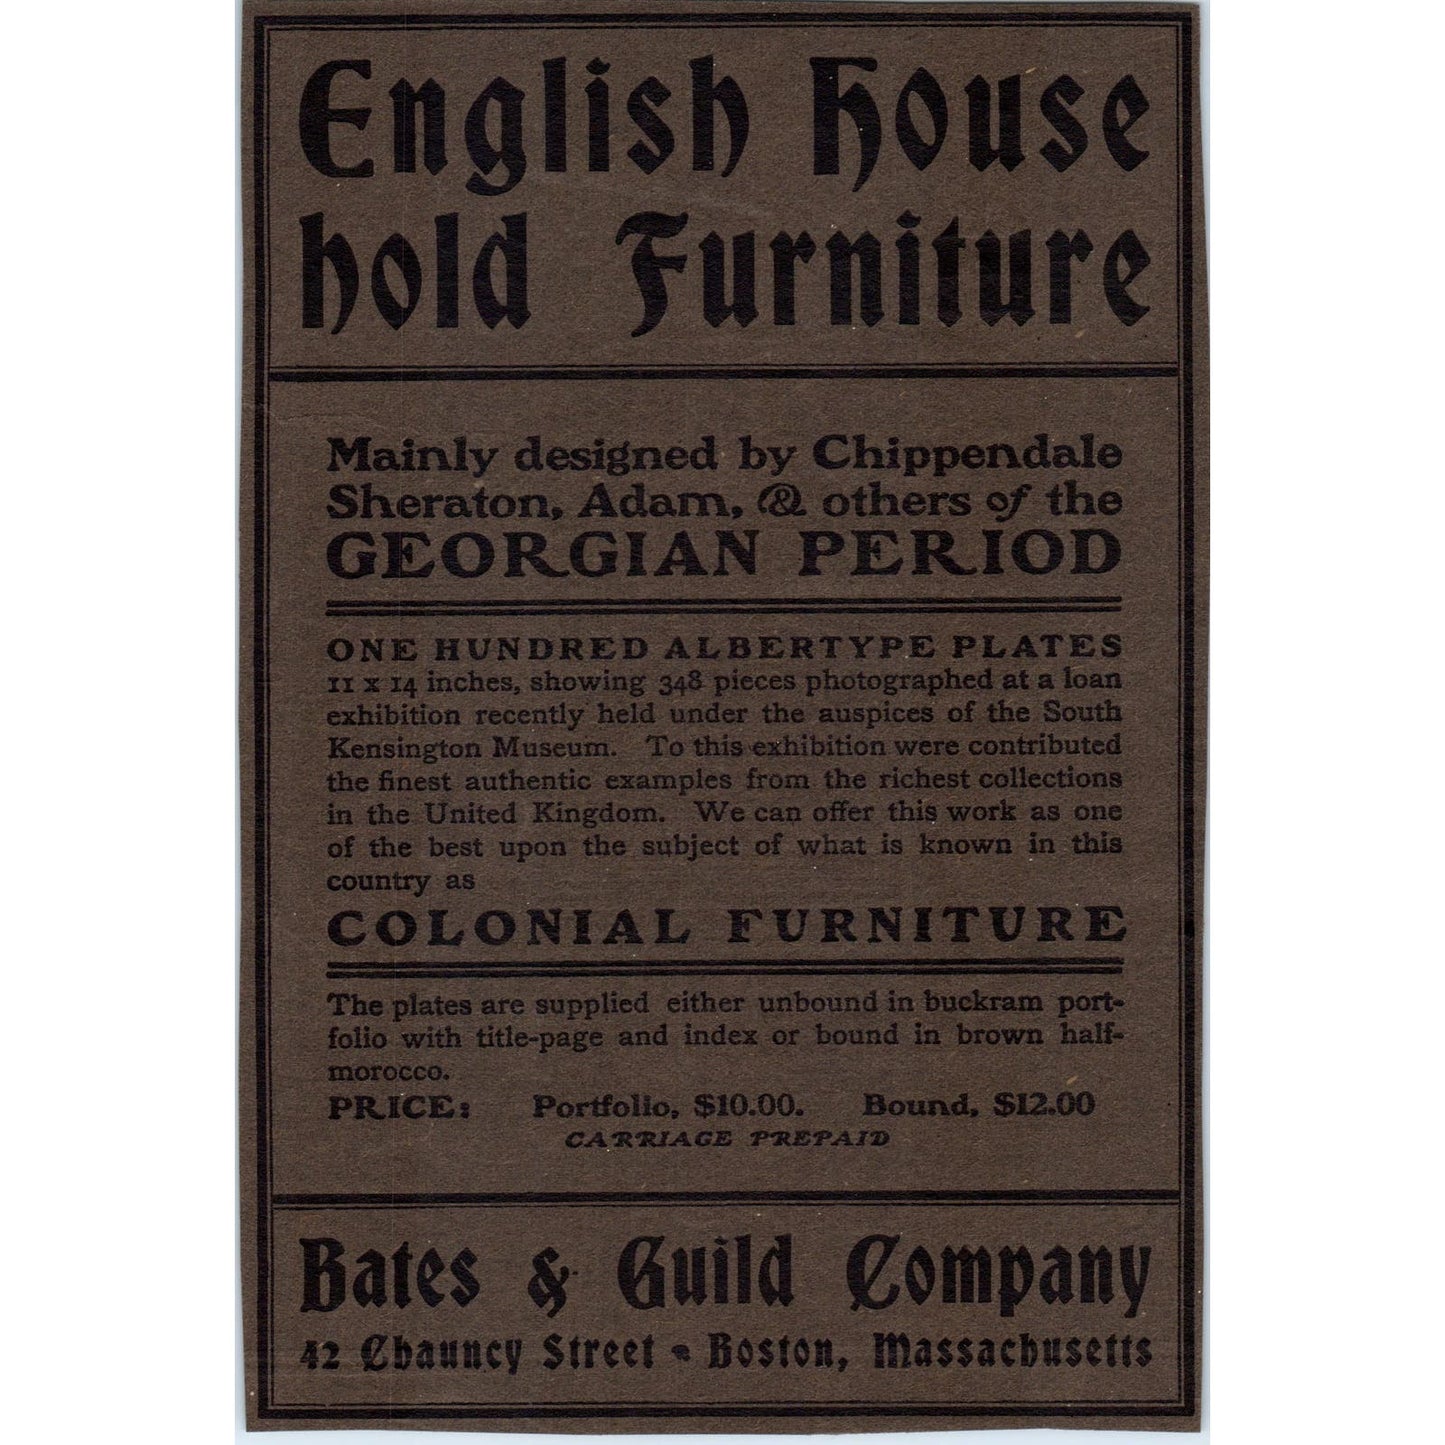 English House
hold Furniture
Mainly designed by Chippendale
Sheraton, Adam, & others of the
GEORGIAN PERIOD
ONE HUNDRED ALBERTYPE PLATES
11 x 14 inches, showing 348 pieces photographed at a loan
exhibition recently held under the auspices of the South
Kensington Museum. To this exhibition were contributed
the finest authentic examples from the richest collections
in the United Kingdom. We can offer this work as one
of the best upon the subject of what is known in this
country as
COLONIAL FURNITURE
The plates are supplied either unbound in buckram port-
folio with title-page and index or bound in brown half-
morocco.
PRICE: Portfolio, $10.00. Bound, $12.00
CARRIAGE PREPAID
Bates & Guild Company
42 Chauncy Street - Boston, Massachusetts